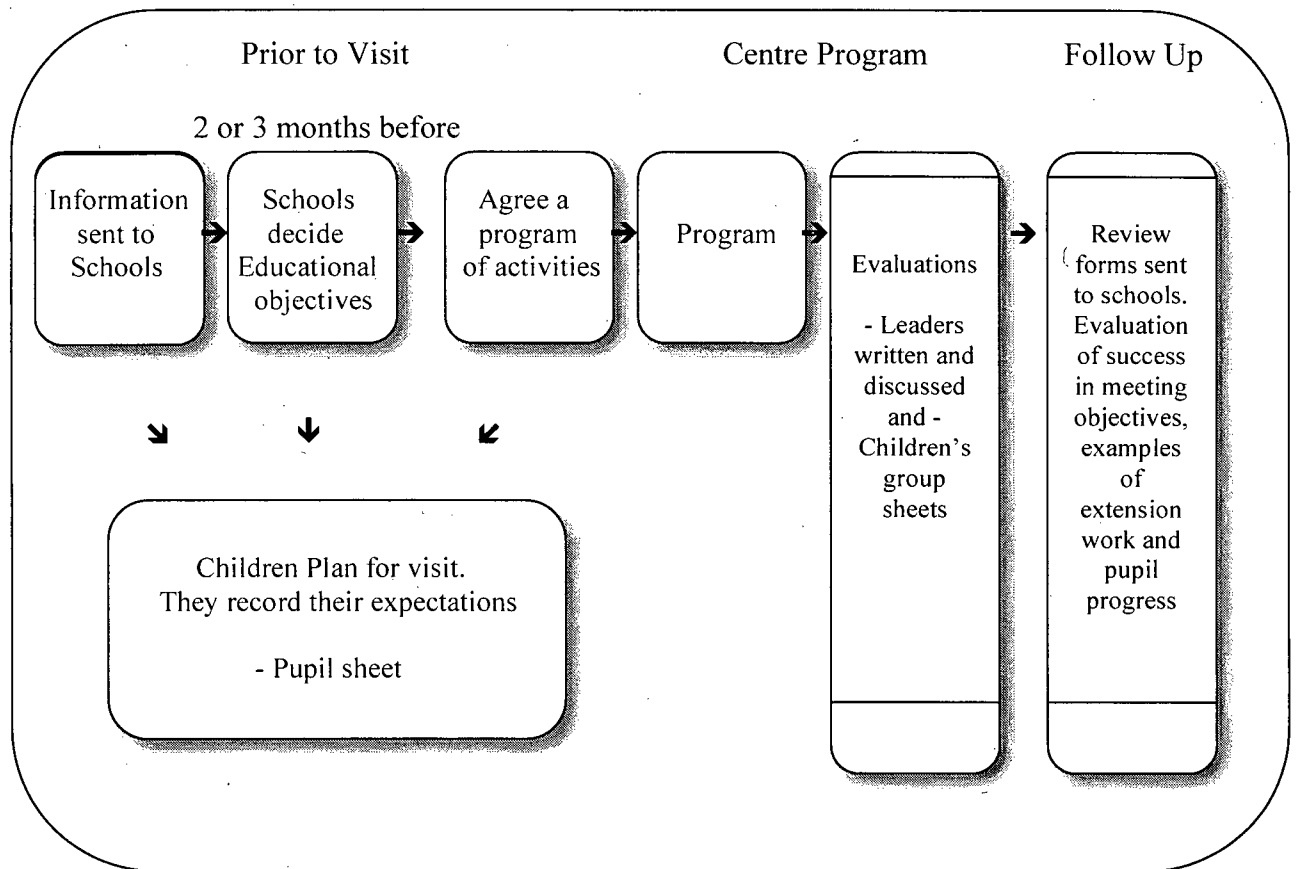 Prior to Visit
Centre Program
Follow Up
2 or 3 months before
Information
sent to
Schools
Schools
decide
Educational
objectives
Agree a
program
of activities
Program
Evaluations
- Leaders
written and
discussed
and -
Children's
group
sheets
Review
forms sent
to schools.
Evaluation
of success
in meeting
objectives,
examples
of
extension
work and
pupil
progress
Children Plan for visit.
They record their expectations
- Pupil sheet